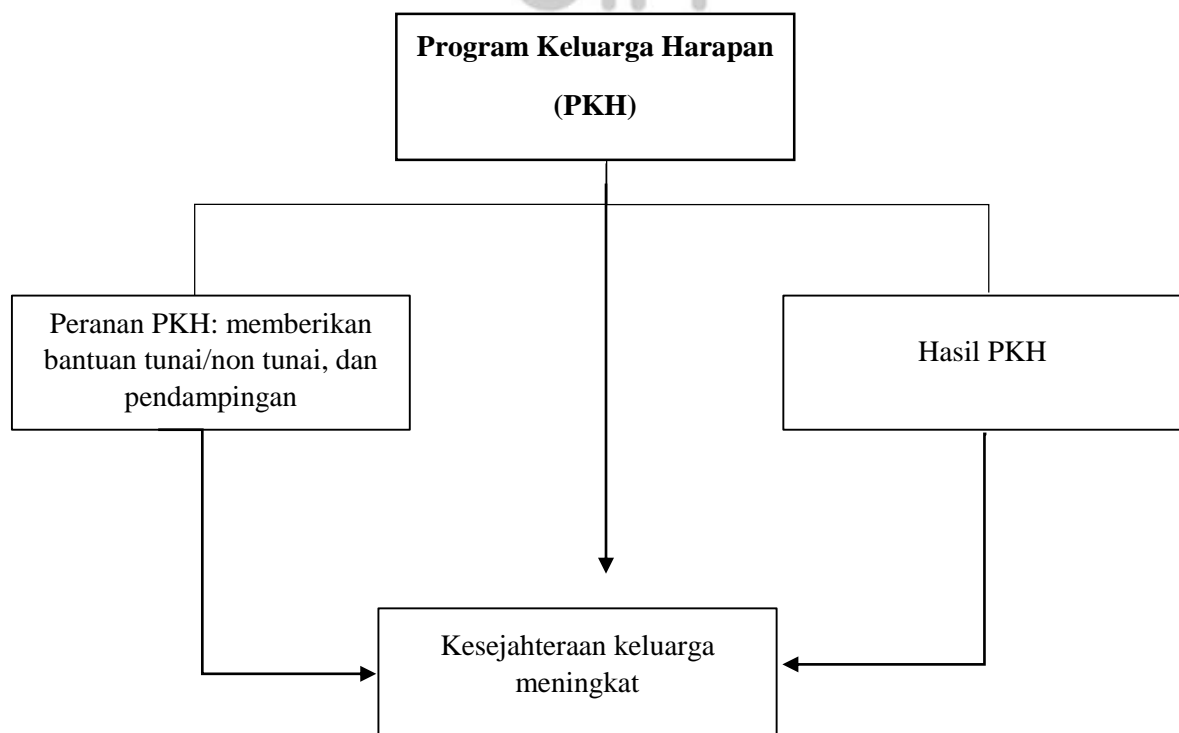 Program Keluarga Harapan
(PKH)
Peranan PKH: memberikan
bantuan tunai/non tunai, dan
pendampingan
Hasil PKH
Kesejahteraan keluarga
meningkat